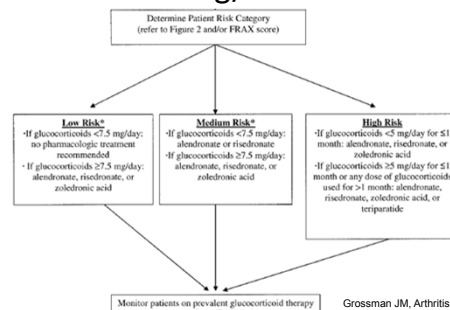 Determine Patient Risk Category
(refer to Figure 2 and/or FRAX score)
Low Risk*
·If glucocorticoids <7.5 mg/day:
no pharmacologic treatment
recommended
· If glucocorticoids ≥7.5 mg/day:
alendronate, risedronate, or
zoledronic acid
Medium Risk*
·If glucocorticoids <7.5 mg/day:
alendronate or risedronate
·If glucocorticoids ≥7.5 mg/day:
alendronate, risedronate, or
zoledronic acid
High Risk
·If glucocorticoids <5 mg/day for ≤1
month: alendronate, risedronate, or
zoledronic acid
·If glucocorticoids ≥5 mg/day for ≤1
month or any dose of glucocorticoids
used for >1 month: alendronate,
risedronate, zoledronic acid, or
teriparatide
Monitor patients on prevalent glucocorticoid therapy
Grossman JM, Arthritis